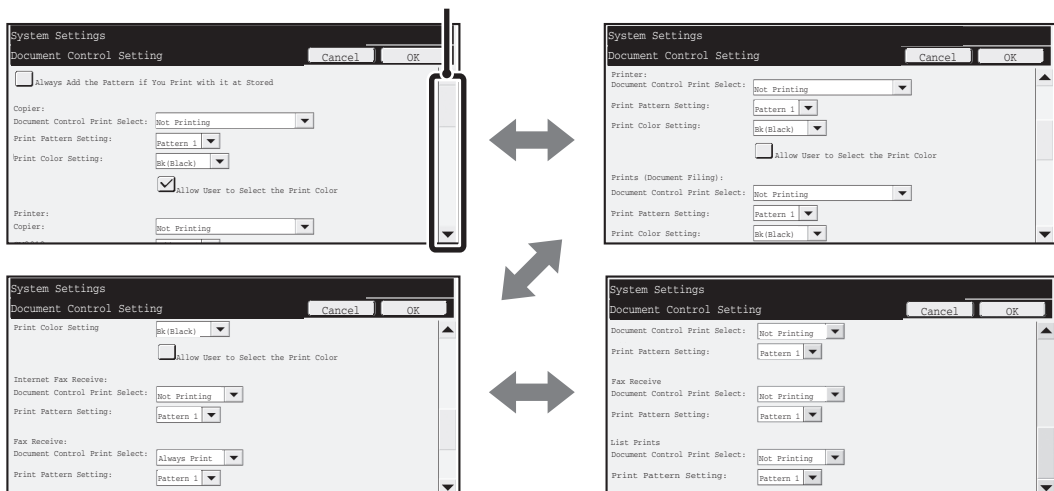 System Settings
Document Control Setting Cancel OK
Always Add the Pattern if You Print with it at Stored
Copier:
Document Control Print Select: Not Printing
Print Pattern Setting: Pattern 1
Print Color Setting: Bk(Black)
Allow User to Select the Print Color
Printer:
Copier: Not Printing
System Settings
Document Control Setting Cancel OK
Printer:
Document Control Print Select: Not Printing
Print Pattern Setting: Pattern 1
Print Color Setting: Bk(Black)
Allow User to Select the Print Color
Prints (Document Filing):
Document Control Print Select: Not Printing
Print Pattern Setting: Pattern 1
Print Color Setting: Bk(Black)
System Settings
Document Control Setting Cancel OK
Print Color Setting Bk(Black)
Allow User to Select the Print Color
Internet Fax Receive:
Document Control Print Select: Not Printing
Print Pattern Setting: Pattern 1
Fax Receive:
Document Control Print Select: Always Print
Print Pattern Setting: Pattern 1
System Settings
Document Control Setting Cancel OK
Document Control Print Select: Not Printing
Print Pattern Setting: Pattern 1
Fax Receive
Document Control Print Select: Not Printing
Print Pattern Setting: Pattern 1
List Prints
Document Control Print Select: Not Printing
Print Pattern Setting: Pattern 1